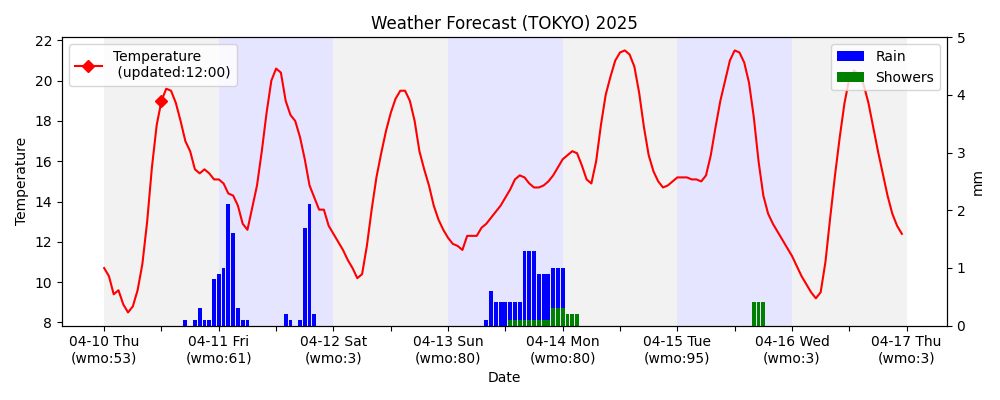 Weather Forecast (TOKYO) 2025
Temperature
(updated:12:00)
Rain
Showers
22
20
18
16
14
12
10
8
Temperature
5
4
3
2
1
0
mm
04-10 Thu
(wmo:53)
04-11 Fri
(wmo:61)
04-12 Sat
(wmo:3)
04-13 Sun
(wmo:80)
04-14 Mon
(wmo:80)
04-15 Tue
(wmo:95)
04-16 Wed
(wmo:3)
04-17 Thu
(wmo:3)
Date